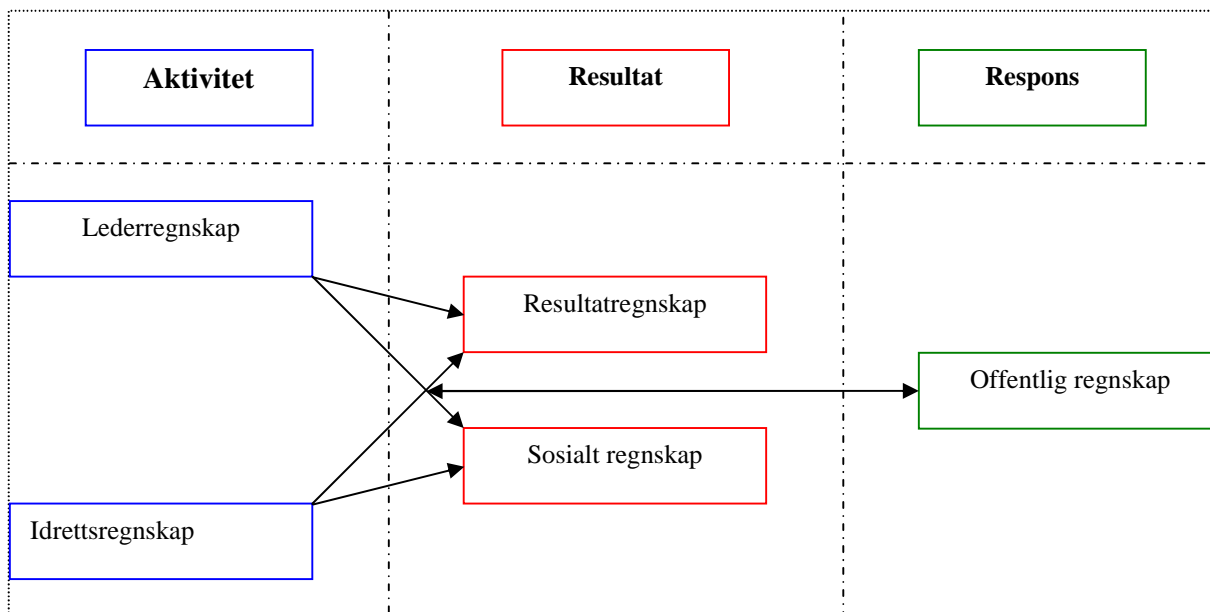 Aktivitet
Resultat
Respons
Lederregnskap
Resultatregnskap
Offentlig regnskap
Sosialt regnskap
Idrettsregnskap